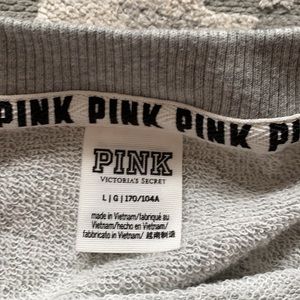 PINK PINK PINK PINK PI
PINK
VICTORIA'S SECRET
L | G | 170/104A
made in Vietnam/fabriqué au
Vietnam/hecho en Vietnam/
fabbricato in Vietnam/ 越南制造